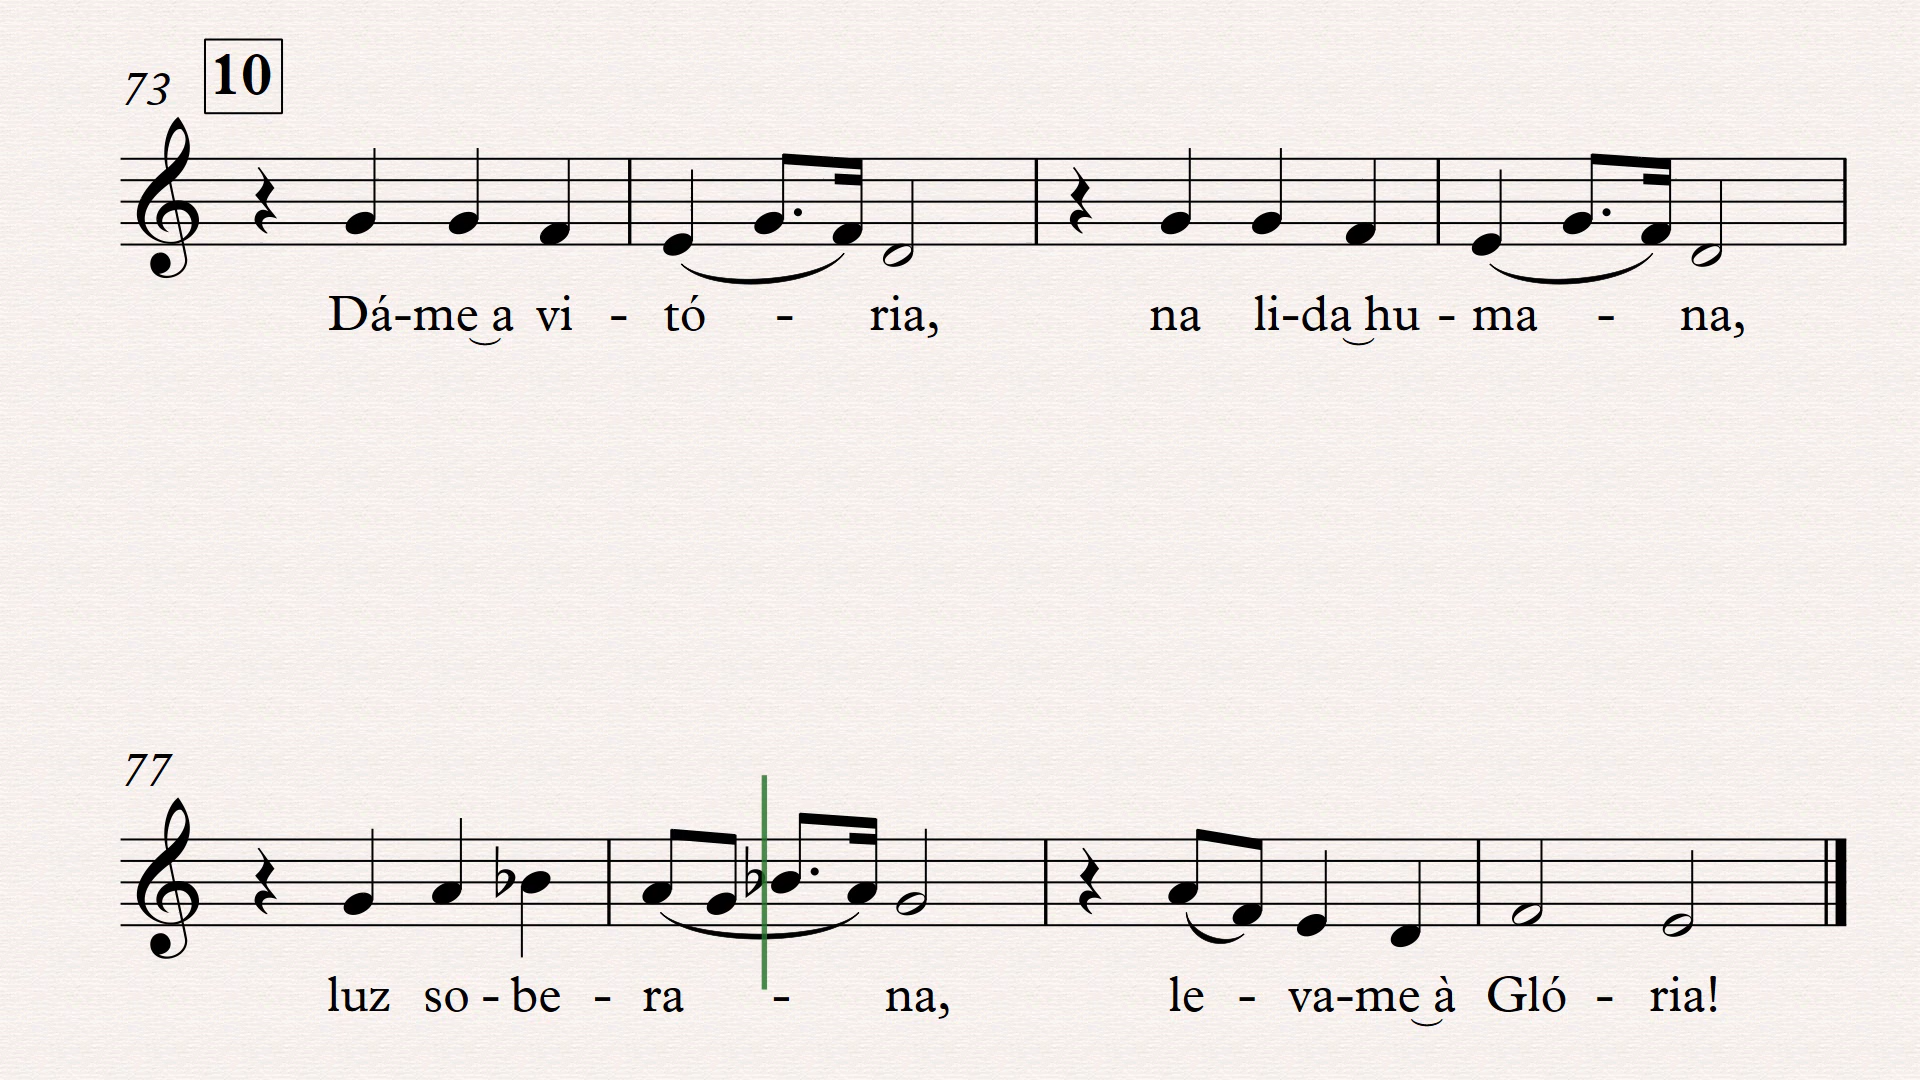 73 10
Dá-me a vi - tó - ria, na li-da hu - ma - na,
77
luz so - be - ra - na, le - va-me à Gló - ria!